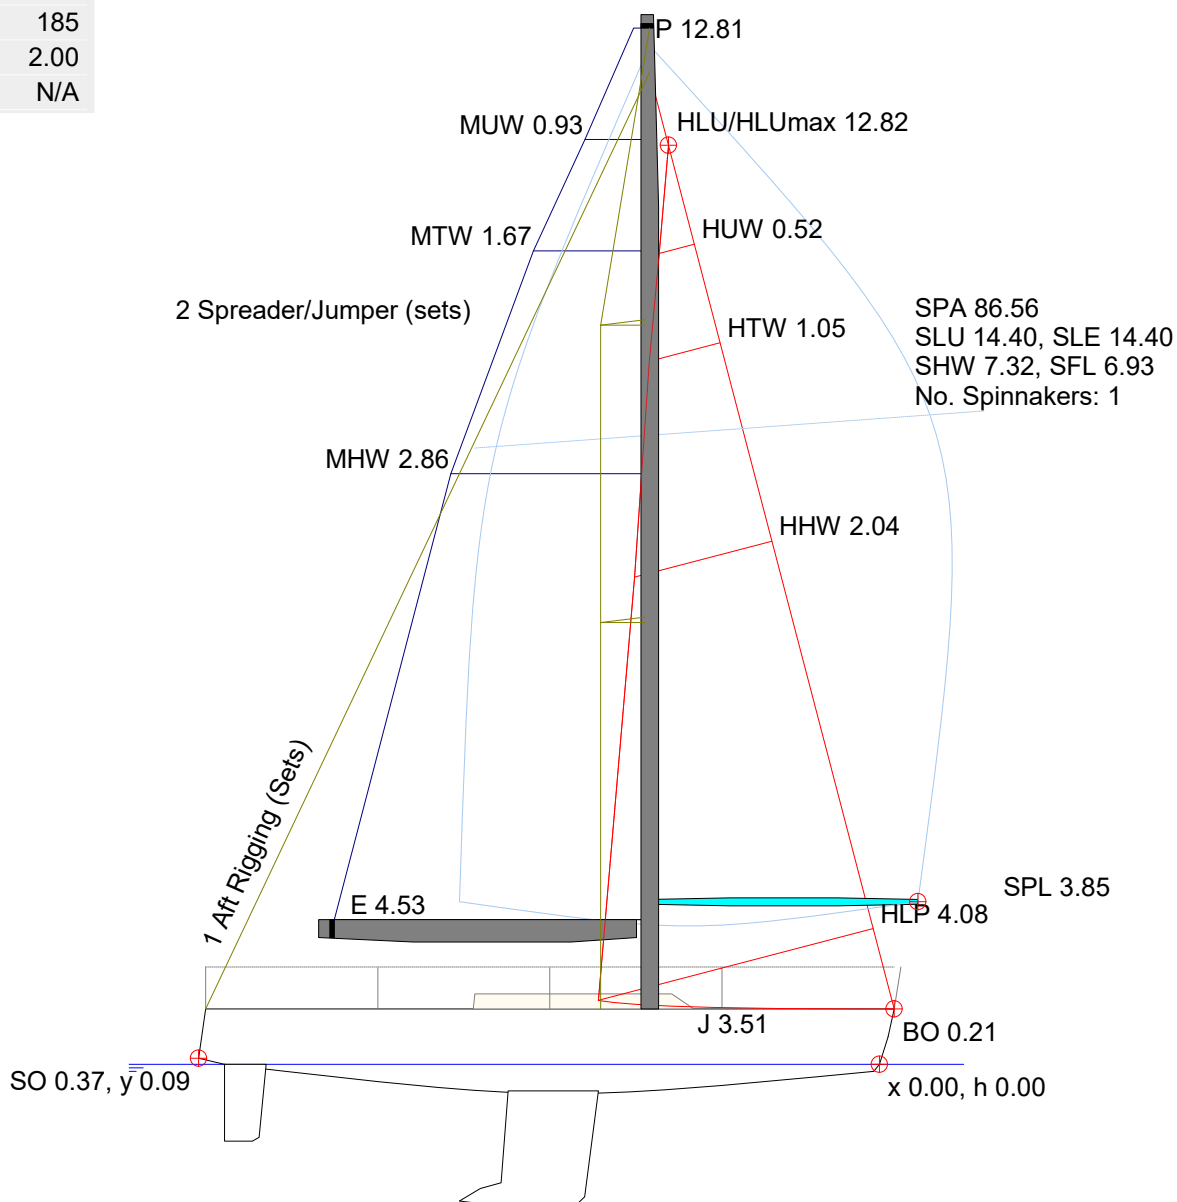 185
2.00
N/A
P 12.81
MUW 0.93
HLU/HLUmax 12.82
MTW 1.67
HUW 0.52
2 Spreader/Jumper (sets)
HTW 1.05
SPA 86.56
SLU 14.40, SLE 14.40
SHW 7.32, SFL 6.93
No. Spinnakers: 1
MHW 2.86
HHW 2.04
1 Aft Rigging (Sets)
E 4.53
SPL 3.85
HLP 4.08
J 3.51
BO 0.21
SO 0.37, y 0.09
x 0.00, h 0.00